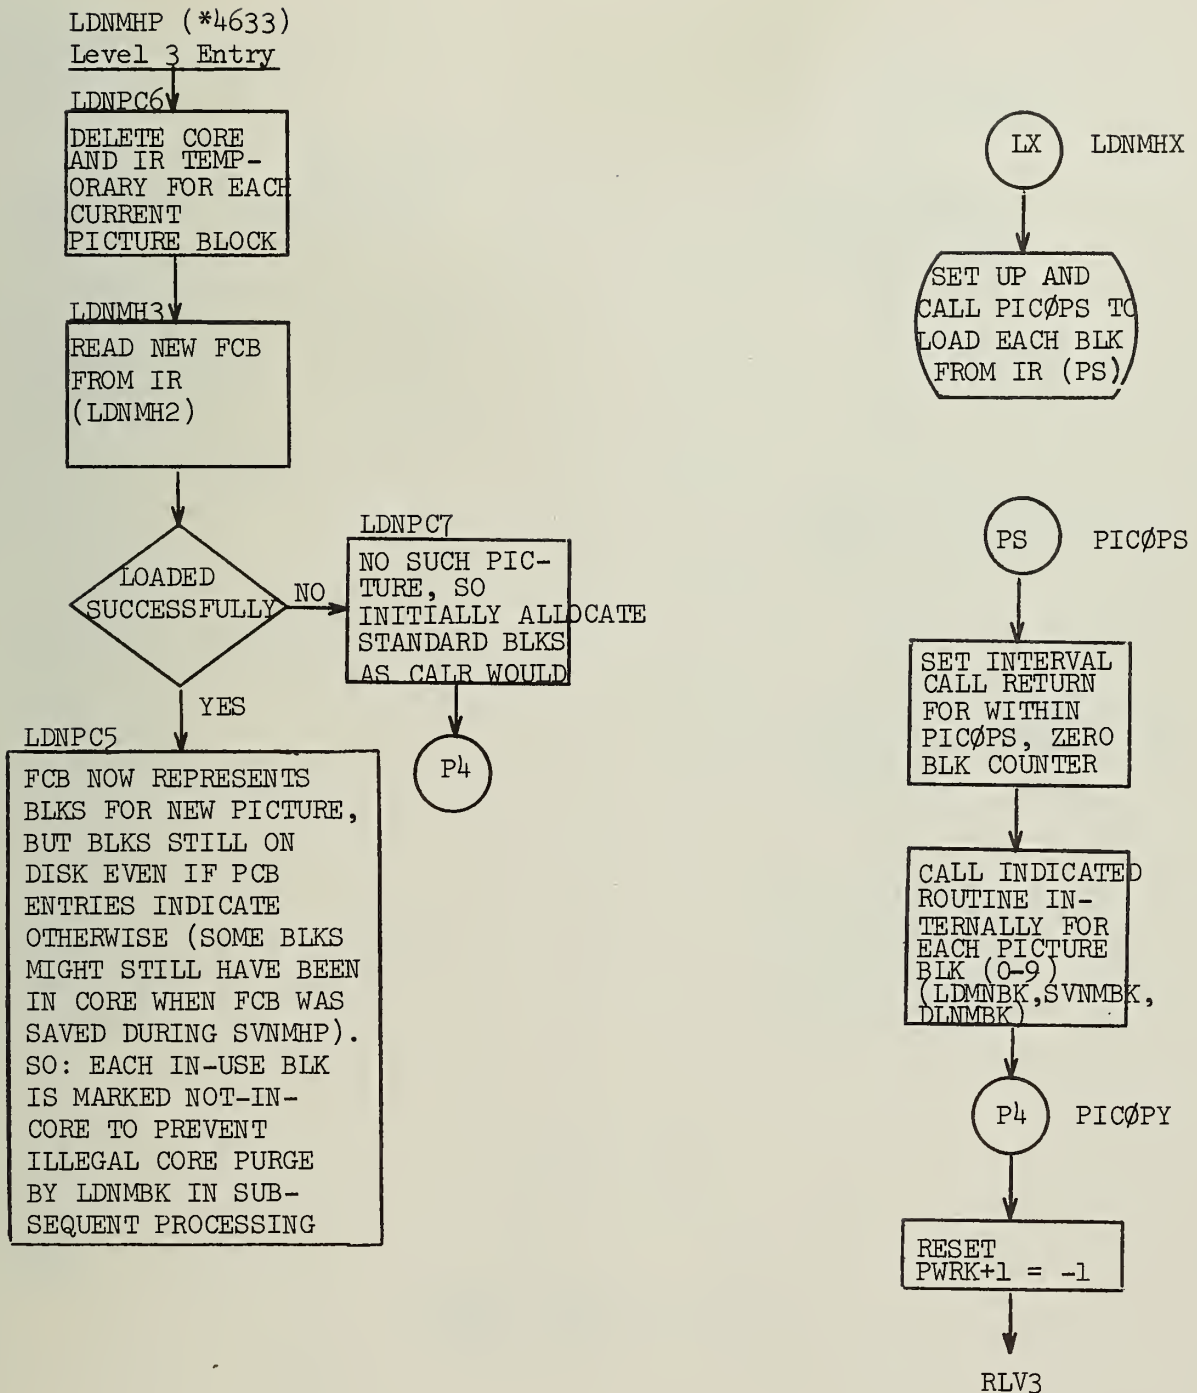 LDNMHP (*4633)
Level 3 Entry
LDNPC6
DELETE CORE
AND IR TEMP-
ORARY FOR EACH
CURRENT
PICTURE BLOCK
LDNMH3
READ NEW FCB
FROM IR
(LDNMH2)
LOADED
SUCCESSFULLY
NO
YES
LDNPC7
NO SUCH PIC-
TURE, SO
INITIALLY ALLOCATE
STANDARD BLKS
AS CALR WOULD
P4
LDNPC5
FCB NOW REPRESENTS
BLKS FOR NEW PICTURE,
BUT BLKS STILL ON
DISK EVEN IF PCB
ENTRIES INDICATE
OTHERWISE (SOME BLKS
MIGHT STILL HAVE BEEN
IN CORE WHEN FCB WAS
SAVED DURING SVNMHP).
SO: EACH IN-USE BLK
IS MARKED NOT-IN-
CORE TO PREVENT
ILLEGAL CORE PURGE
BY LDNMBK IN SUB-
SEQUENT PROCESSING
LX LDNMHX
SET UP AND
CALL PICØPS TO
LOAD EACH BLK
FROM IR (PS)
PS PICØPS
SET INTERVAL
CALL RETURN
FOR WITHIN
PICØPS, ZERO
BLK COUNTER
CALL INDICATED
ROUTINE IN-
TERNALLY FOR
EACH PICTURE
BLK (0-9)
(LDMNBK,SVNMBK,
DLNMBK)
P4 PICØPY
RESET
PWRK+1 = -1
RLV3